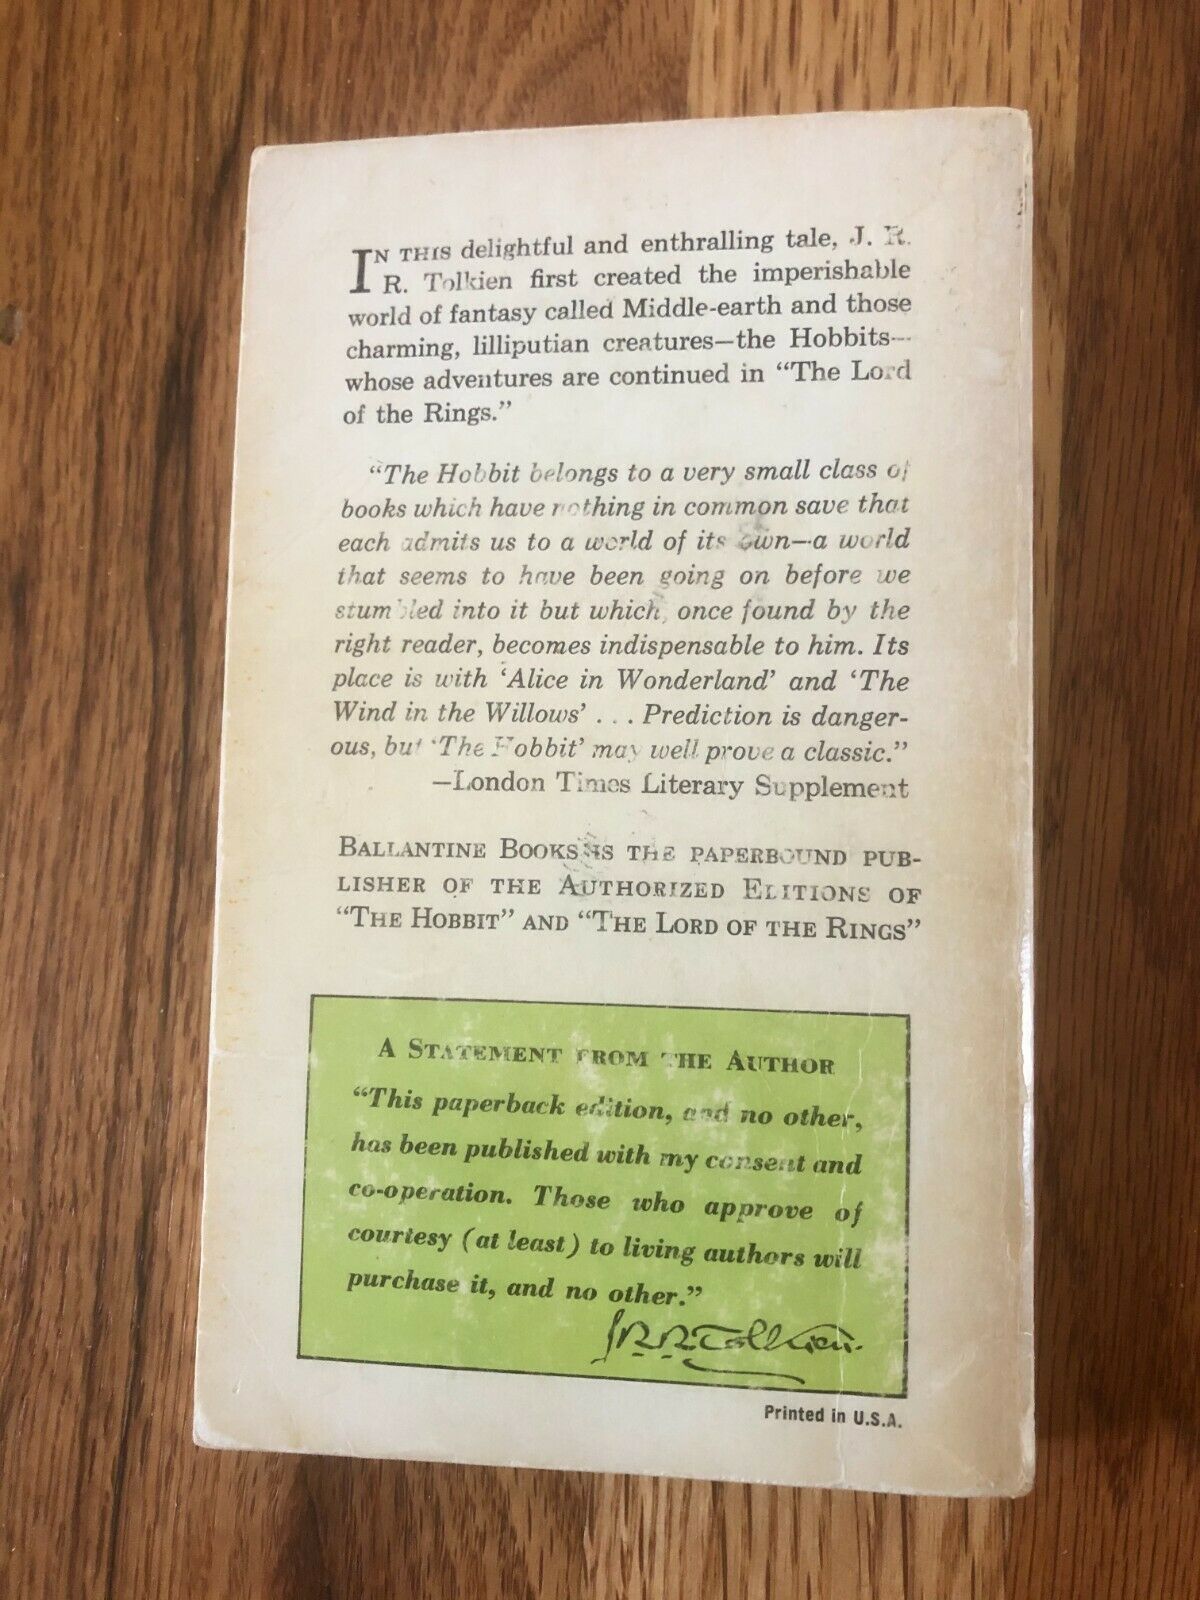 IN THIS delightful and enthralling tale, J. R.
R. Tolkien first created the imperishable
world of fantasy called Middle-earth and those
charming, lilliputian creatures—the Hobbits—
whose adventures are continued in “The Lord
of the Rings.”
“The Hobbit belongs to a very small class of
books which have nothing in common save that
each admits us to a world of its own—a world
that seems to have been going on before we
stumbled into it but which, once found by the
right reader, becomes indispensable to him. Its
place is with ‘Alice in Wonderland’ and ‘The
Wind in the Willows’ . . . Prediction is danger-
ous, but ‘The Hobbit’ may well prove a classic.”
—London Times Literary Supplement
BALLANTINE BOOKS IS THE PAPERBOUND PUB-
LISHER OF THE AUTHORIZED EDITIONS OF
“THE HOBBIT” AND “THE LORD OF THE RINGS”
A STATEMENT FROM THE AUTHOR
“This paperback edition, and no other,
has been published with my consent and
co-operation. Those who approve of
courtesy (at least) to living authors will
purchase it, and no other.”
J.R.R. Tolkien.
Printed in U.S.A.